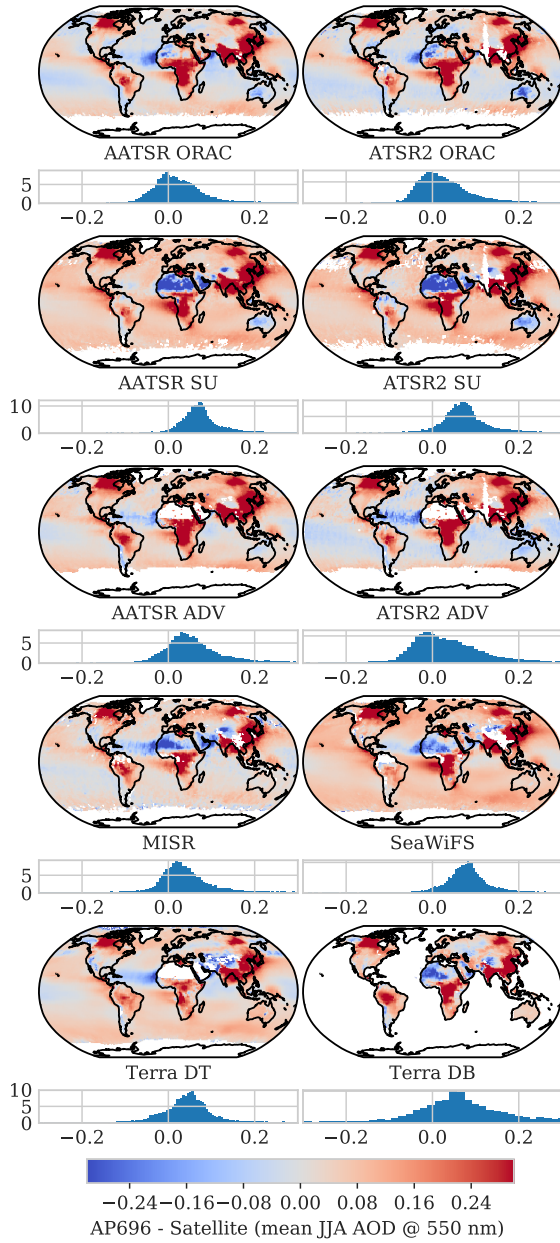 AATSR ORAC ATSR2 ORAC
5
−0.2 0.0 0.2 −0.2 0.0 0.2
AATSR SU ATSR2 SU
10
0
−0.2 0.0 0.2 −0.2 0.0 0.2
AATSR ADV ATSR2 ADV
5
0
−0.2 0.0 0.2 −0.2 0.0 0.2
MISR SeaWiFS
5
0
−0.2 0.0 0.2 −0.2 0.0 0.2
Terra DT Terra DB
10
5
0
−0.2 0.0 0.2 −0.2 0.0 0.2
−0.24 −0.16 −0.08 0.00 0.08 0.16 0.24
AP696 - Satellite (mean JJA AOD @ 550 nm)